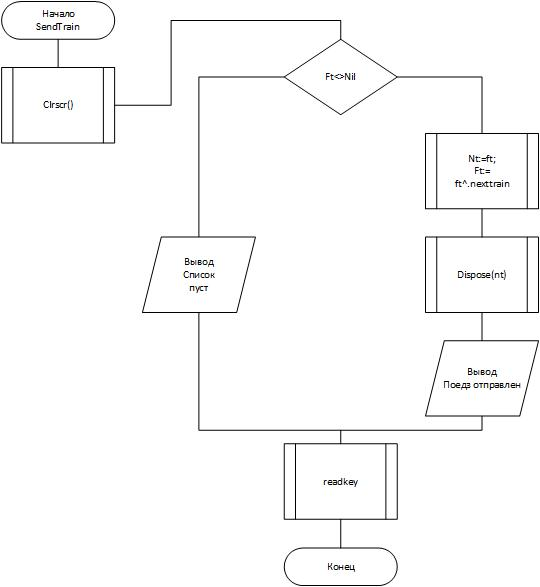 Начало
SendTrain
Clrscr()
Ft<>Nil
Nt:=ft;
Ft:=
ft^.nexttrain
Вывод
Список
пуст
Dispose(nt)
Вывод
Поедз отправлен
readkey
Конец